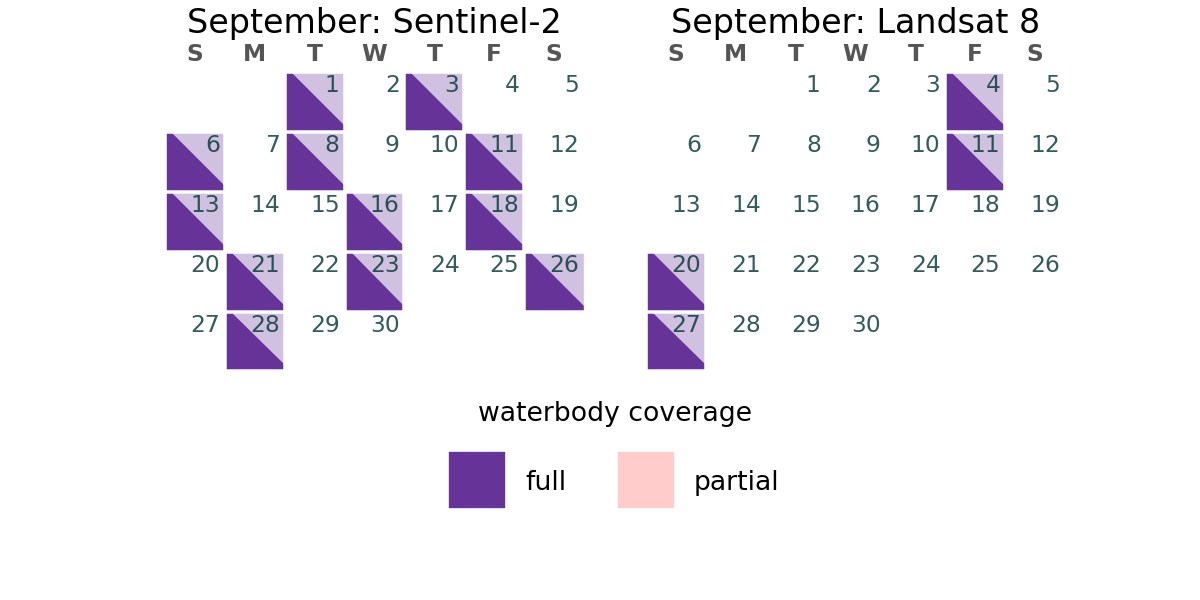 September: Sentinel-2
S M T W T F S
1 2 3 4 5
6 7 8 9 10 11 12
13 14 15 16 17 18 19
20 21 22 23 24 25 26
27 28 29 30
September: Landsat 8
S M T W T F S
1 2 3 4 5
6 7 8 9 10 11 12
13 14 15 16 17 18 19
20 21 22 23 24 25 26
27 28 29 30
waterbody coverage
full partial